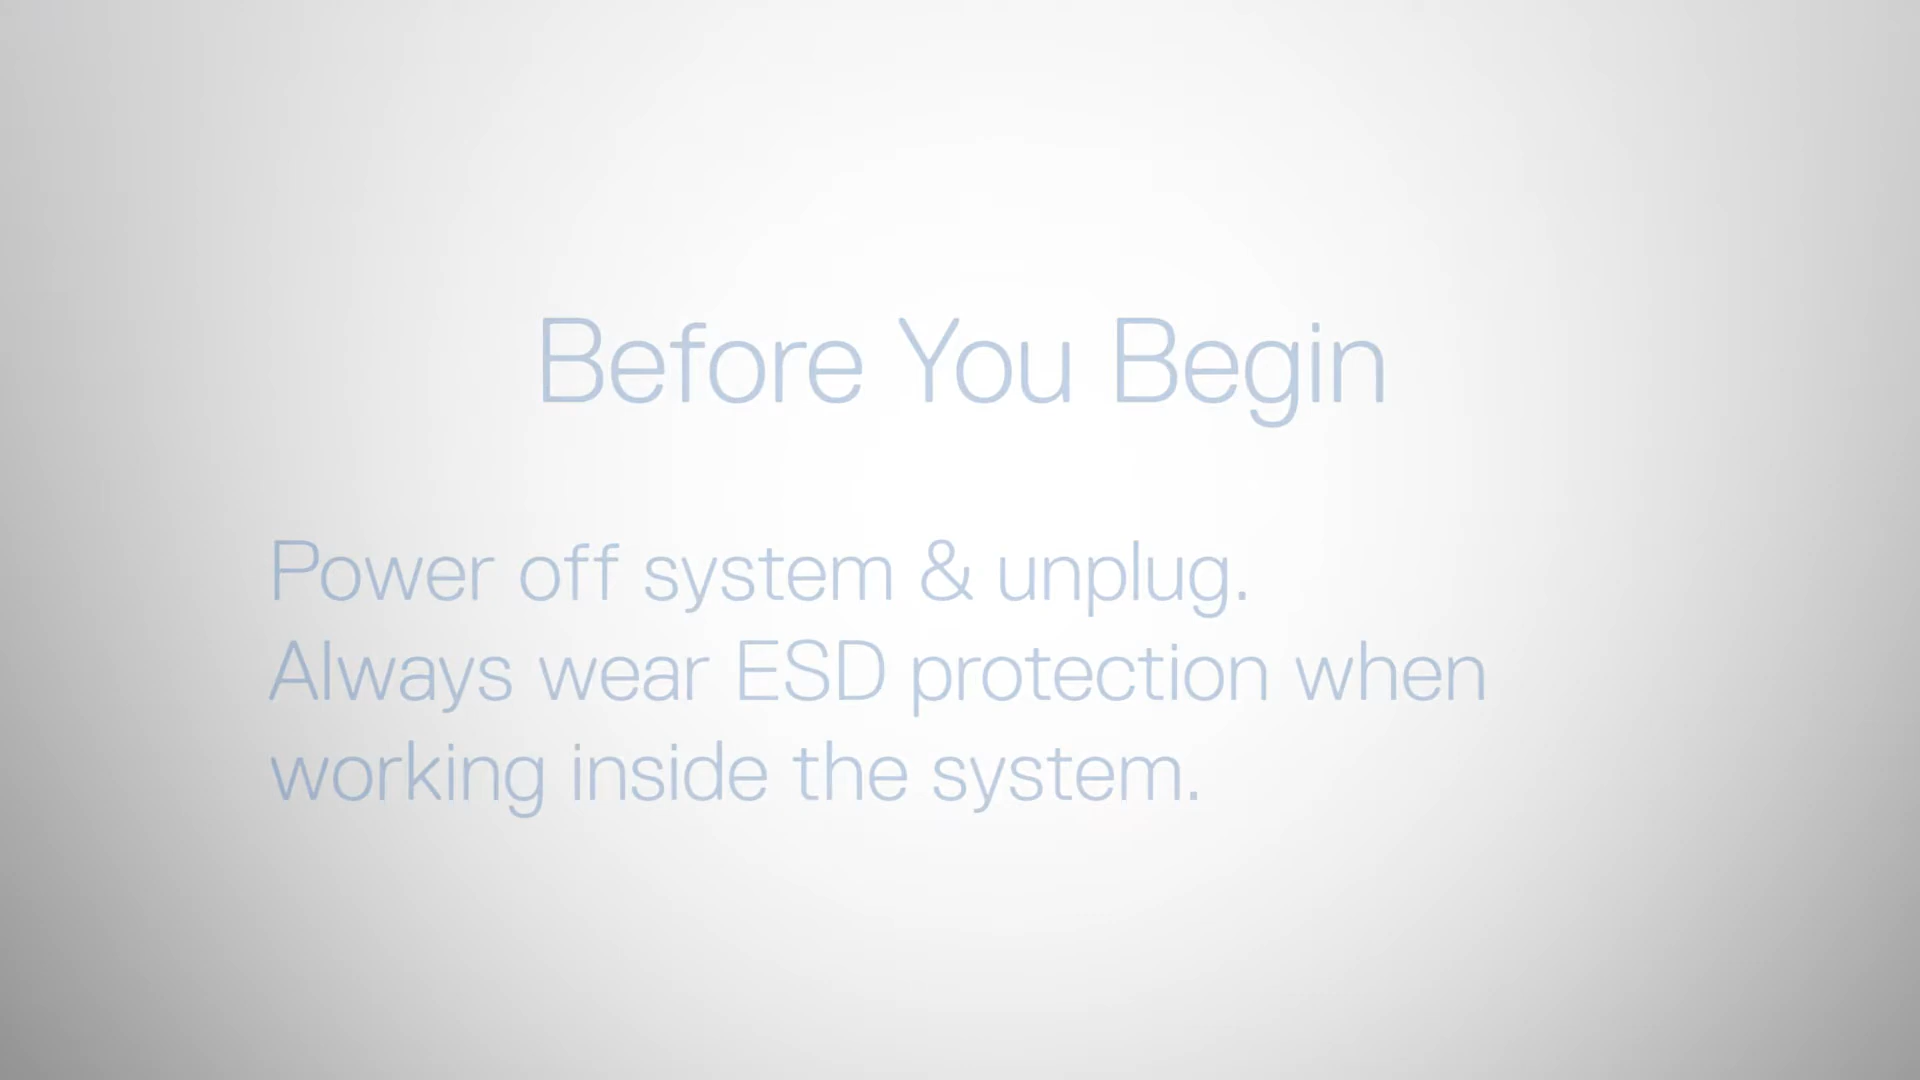 Before You Begin
Power off system & unplug.
Always wear ESD protection when
working inside the system.